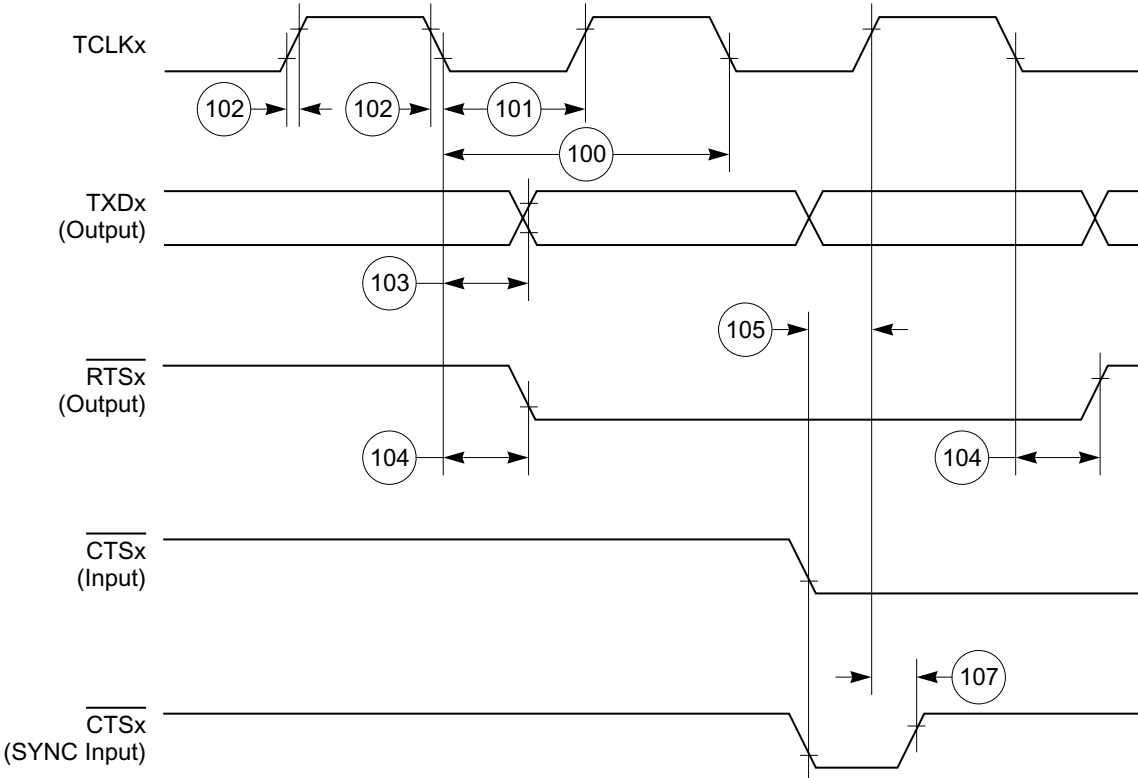 TCLKx
102
102
101
100
TXDx
(Output)
103
105
RTSx
(Output)
104
104
CTSx
(Input)
107
CTSx
(SYNC Input)